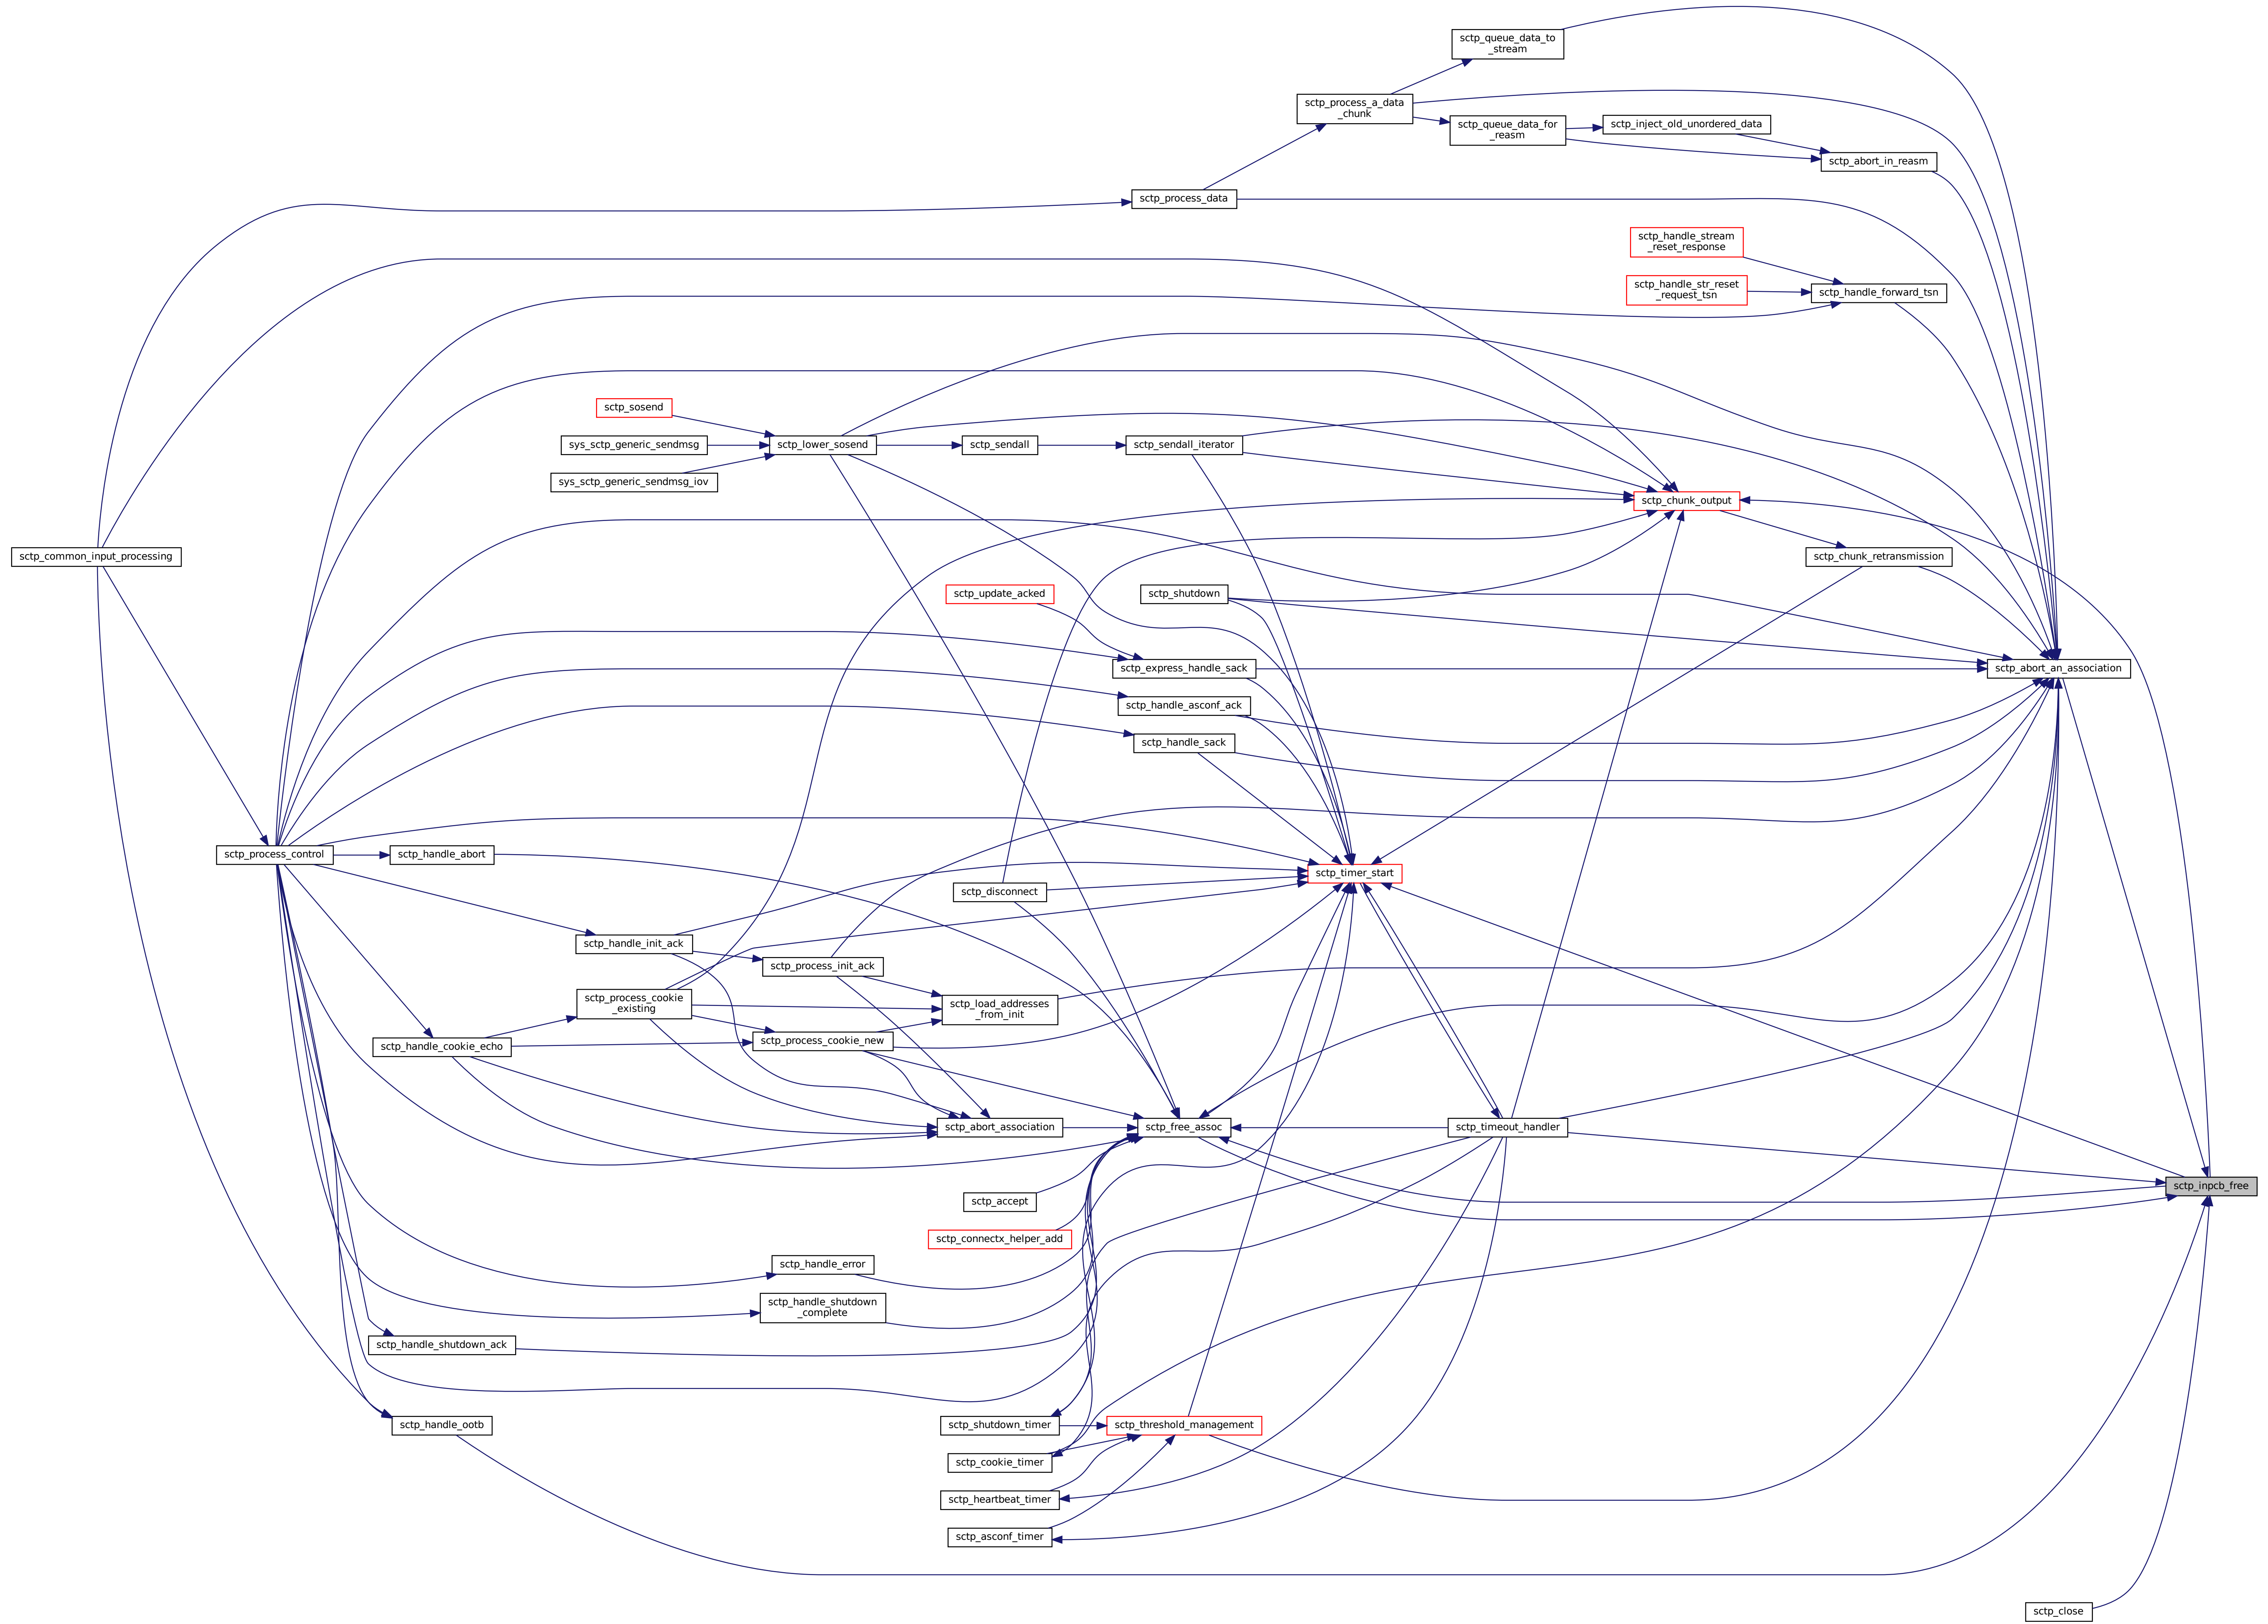 sctp_queue_data_to
_stream
sctp_process_a_data
_chunk
sctp_queue_data_for
_reasm
sctp_inject_old_unordered_data
sctp_abort_in_reasm
sctp_process_data
sctp_handle_stream
_reset_response
sctp_handle_str_reset
_request_tsn
sctp_handle_forward_tsn
sctp_sosend
sys_sctp_generic_sendmsg
sctp_lower_sosend
sctp_sendall
sctp_sendall_iterator
sys_sctp_generic_sendmsg_iov
sctp_chunk_output
sctp_common_input_processing
sctp_chunk_retransmission
sctp_update_acked
sctp_shutdown
sctp_express_handle_sack
sctp_abort_an_association
sctp_handle_asconf_ack
sctp_handle_sack
sctp_process_control
sctp_handle_abort
sctp_timer_start
sctp_disconnect
sctp_handle_init_ack
sctp_process_init_ack
sctp_process_cookie
_existing
sctp_load_addresses
_from_init
sctp_handle_cookie_echo
sctp_process_cookie_new
sctp_abort_association
sctp_free_assoc
sctp_timeout_handler
sctp_inpcb_free
sctp_accept
sctp_connectx_helper_add
sctp_handle_error
sctp_handle_shutdown
_complete
sctp_handle_shutdown_ack
sctp_handle_ootb
sctp_shutdown_timer
sctp_threshold_management
sctp_cookie_timer
sctp_heartbeat_timer
sctp_asconf_timer
sctp_close